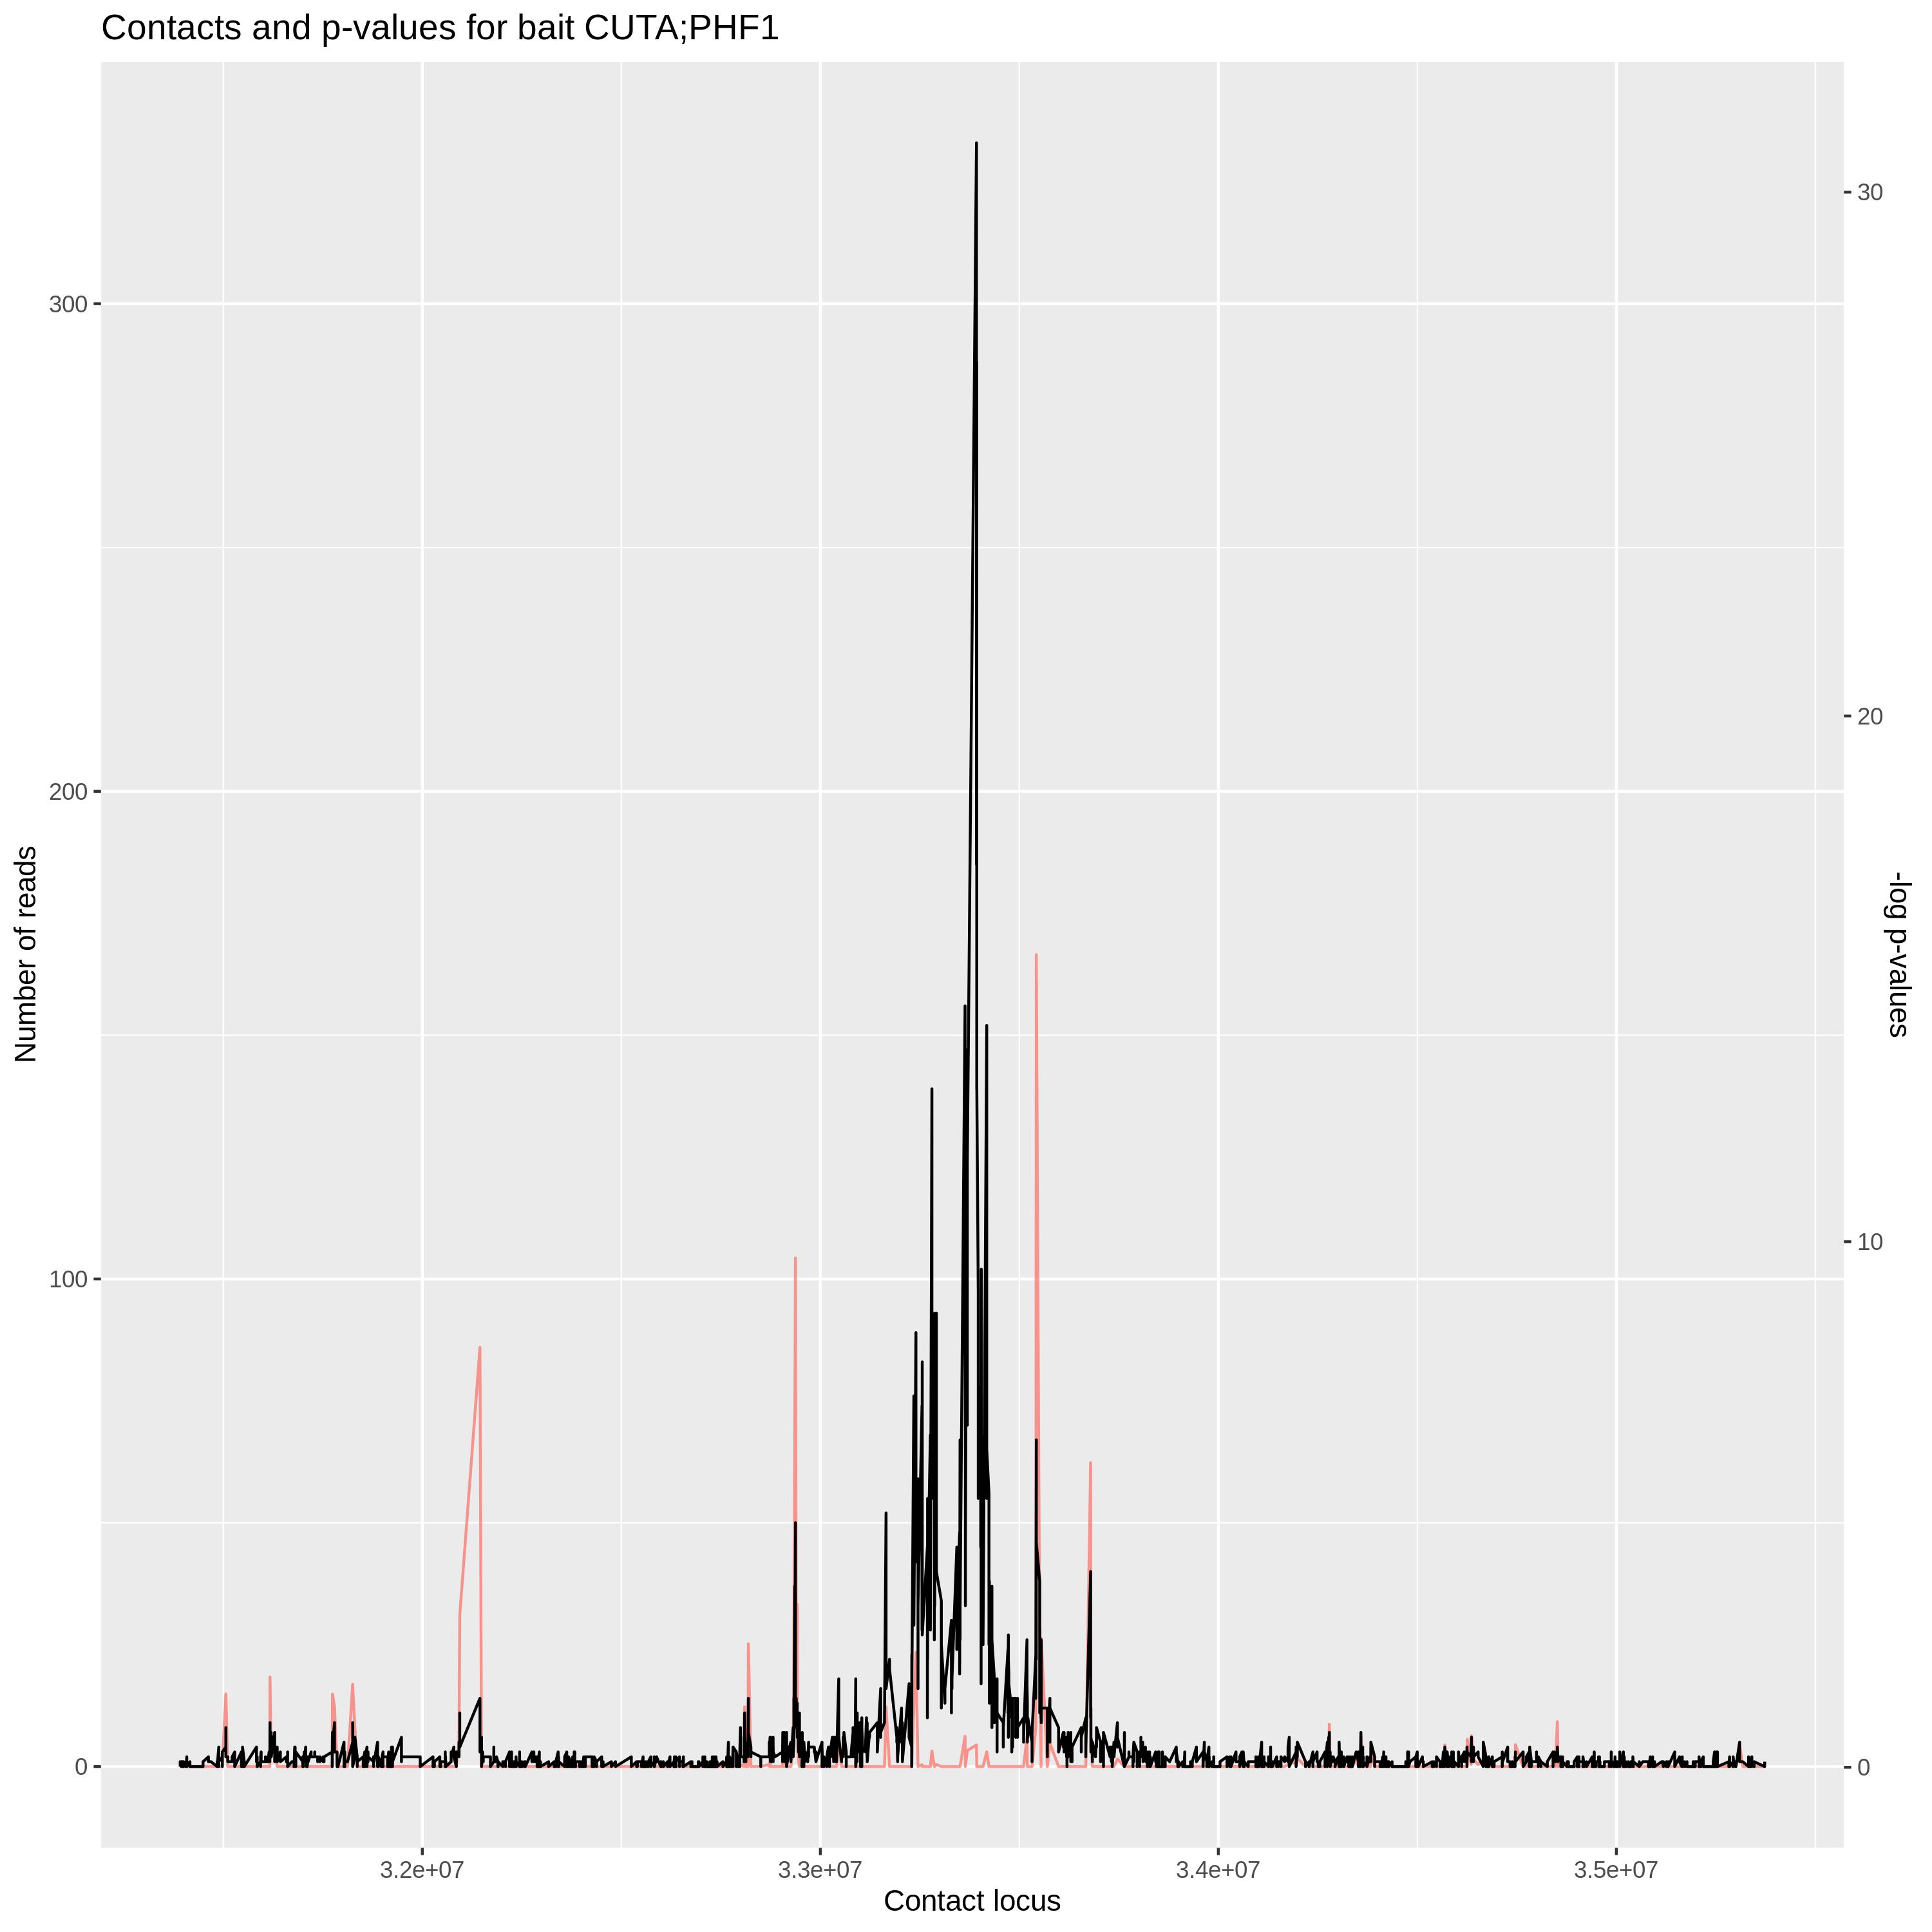 Contacts and p-values for bait CUTA;PHF1
300
200
100
0
Number of reads
30
20
10
0
-log p-values
3.2e+07
3.3e+07
3.4e+07
3.5e+07
Contact locus